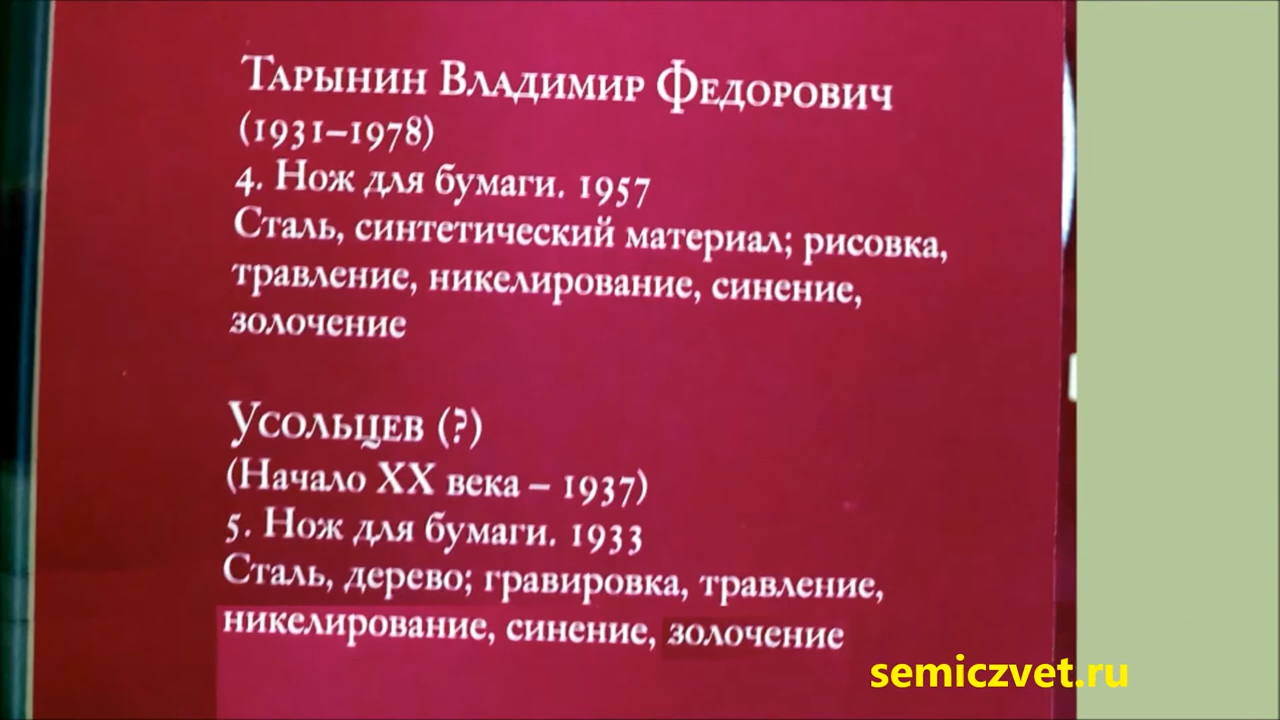 Тарынин Владимир Федорович
(1931–1978)
4. Нож для бумаги. 1957
Сталь, синтетический материал; рисовка,
травление, никелирование, синение,
золочение
Усольцев (?)
(Начало XX века – 1937)
5. Нож для бумаги. 1933
Сталь, дерево; гравировка, травление,
никелирование, синение, золочение
semiczvet.ru